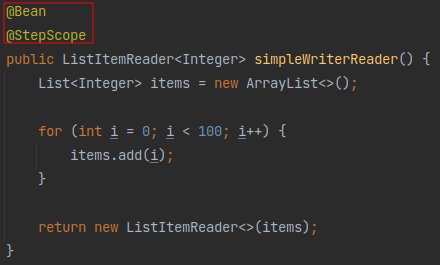 @Bean
@StepScope
public ListItemReader<Integer> simpleWriterReader() {
    List<Integer> items = new ArrayList<>();
    for (int i = 0; i < 100; i++) {
        items.add(i);
    }
    return new ListItemReader<>(items);
}